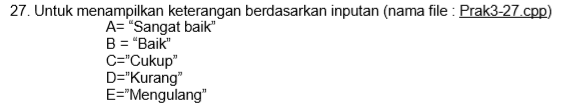 27. Untuk menampilkan keterangan berdasarkan inputan (nama file : Prak3-27.cpp)
A= “Sangat baik”
B = “Baik”
C=”Cukup”
D=”Kurang”
E=”Mengulang”